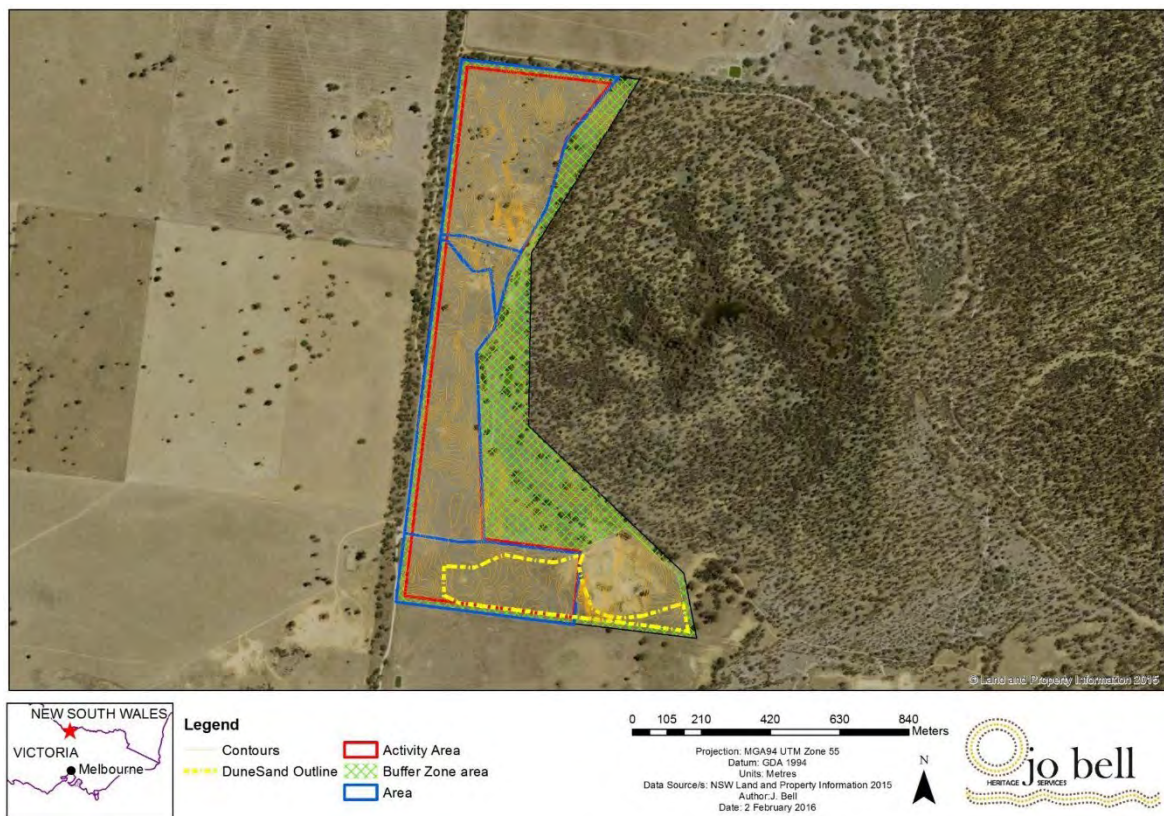 © Land and Property Information 2015
NEW SOUTH WALES
VICTORIA
Melbourne
Legend
Contours
DuneSand Outline
Activity Area
Buffer Zone area
Area
0 105 210 420 630 840
Meters
Projection: MGA94 UTM Zone 55
Datum: GDA 1994
Units: Metres
Data Source/s: NSW Land and Property Information 2015
Author:J. Bell
Date: 2 February 2016
N
jo bell
HERITAGE SERVICES